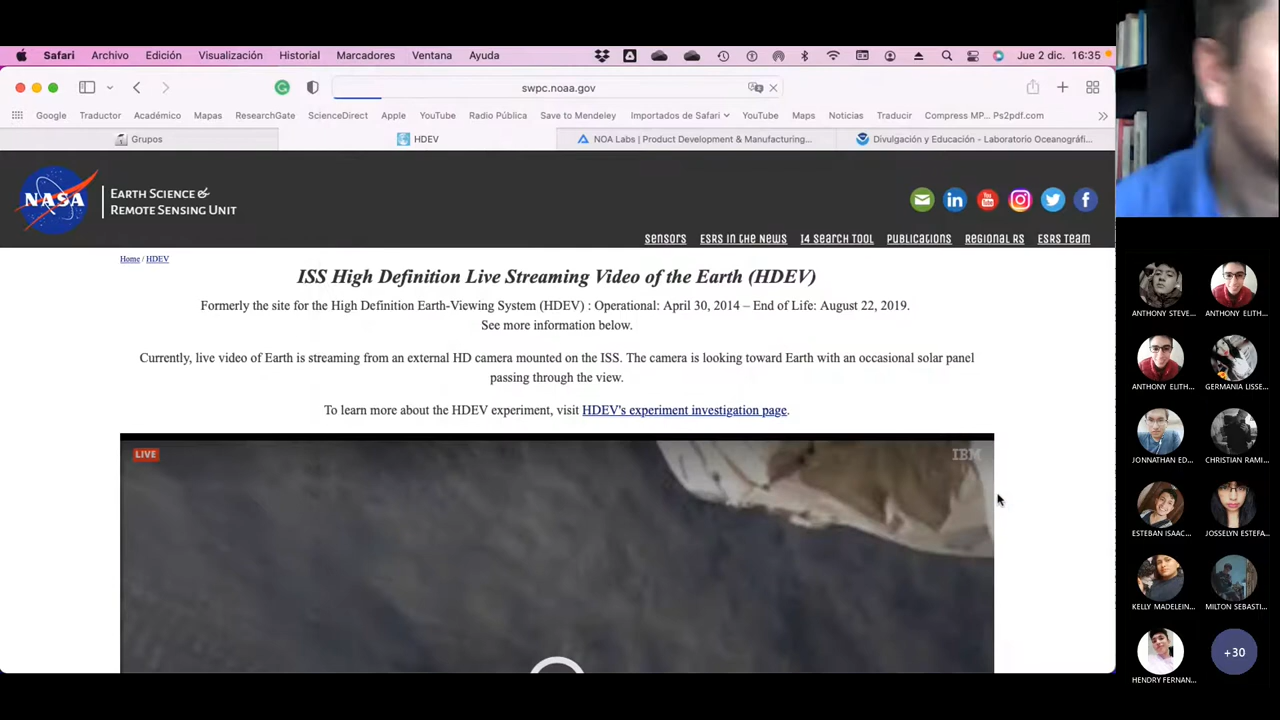 Safari Archivo Edición Visualización Historial Marcadores Ventana Ayuda Jue 2 dic. 16:35
swpc.noaa.gov
Google Traductor Académico Mapas ResearchGate ScienceDirect Apple YouTube Radio Pública Save to Mendeley Importados de Safari YouTube Maps Noticias Traducir Compress MP... Ps2pdf.com
Grupos HDEV NOA Labs | Product Development & Manufacturing... Divulgación y Educación - Laboratorio Oceanográfi...
NASA
EARTH SCIENCE &
REMOTE SENSING UNIT
SENSORS ESRS IN THE NEWS I4 SEARCH TOOL PUBLICATIONS REGIONAL RS ESRS TEAM
Home / HDEV
ISS High Definition Live Streaming Video of the Earth (HDEV)
Formerly the site for the High Definition Earth-Viewing System (HDEV) : Operational: April 30, 2014 – End of Life: August 22, 2019.
See more information below.
Currently, live video of Earth is streaming from an external HD camera mounted on the ISS. The camera is looking toward Earth with an occasional solar panel
passing through the view.
To learn more about the HDEV experiment, visit HDEV's experiment investigation page.
LIVE IBM
ANTHONY STEVE... ANTHONY ELITH...
ANTHONY ELITH... GERMANIA LISSE...
JONNATHAN ED... CHRISTIAN RAMI...
ESTEBAN ISAAC... JOSSELYN ESTEFA...
KELLY MADELEIN... MILTON SEBASTI...
HENDRY FERNAN... +30